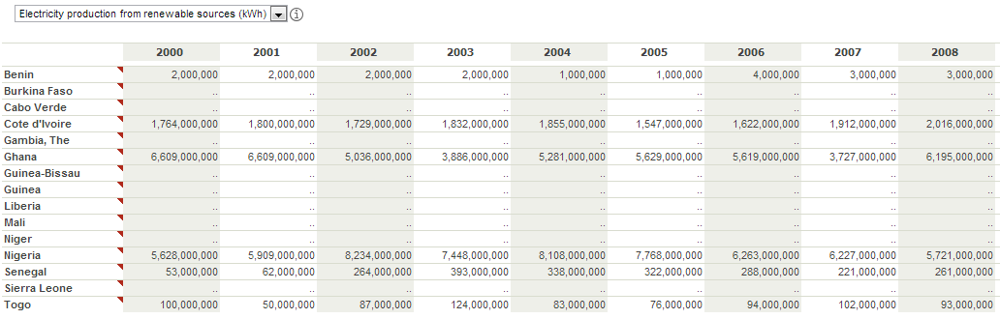 Electricity production from renewable sources (kWh)
2000 2001 2002 2003 2004 2005 2006 2007 2008
Benin 2,000,000 2,000,000 2,000,000 2,000,000 1,000,000 1,000,000 4,000,000 3,000,000 3,000,000
Burkina Faso .. .. .. .. .. .. .. .. ..
Cabo Verde .. .. .. .. .. .. .. .. ..
Cote d'Ivoire 1,764,000,000 1,800,000,000 1,729,000,000 1,832,000,000 1,855,000,000 1,547,000,000 1,622,000,000 1,912,000,000 2,016,000,000
Gambia, The .. .. .. .. .. .. .. .. ..
Ghana 6,609,000,000 6,609,000,000 5,036,000,000 3,886,000,000 5,281,000,000 5,629,000,000 5,619,000,000 3,727,000,000 6,195,000,000
Guinea-Bissau .. .. .. .. .. .. .. .. ..
Guinea .. .. .. .. .. .. .. .. ..
Liberia .. .. .. .. .. .. .. .. ..
Mali .. .. .. .. .. .. .. .. ..
Niger .. .. .. .. .. .. .. .. ..
Nigeria 5,628,000,000 5,909,000,000 8,234,000,000 7,448,000,000 8,108,000,000 7,768,000,000 6,263,000,000 6,227,000,000 5,721,000,000
Senegal 53,000,000 62,000,000 264,000,000 393,000,000 338,000,000 322,000,000 288,000,000 221,000,000 261,000,000
Sierra Leone .. .. .. .. .. .. .. .. ..
Togo 100,000,000 50,000,000 87,000,000 124,000,000 83,000,000 76,000,000 94,000,000 102,000,000 93,000,000